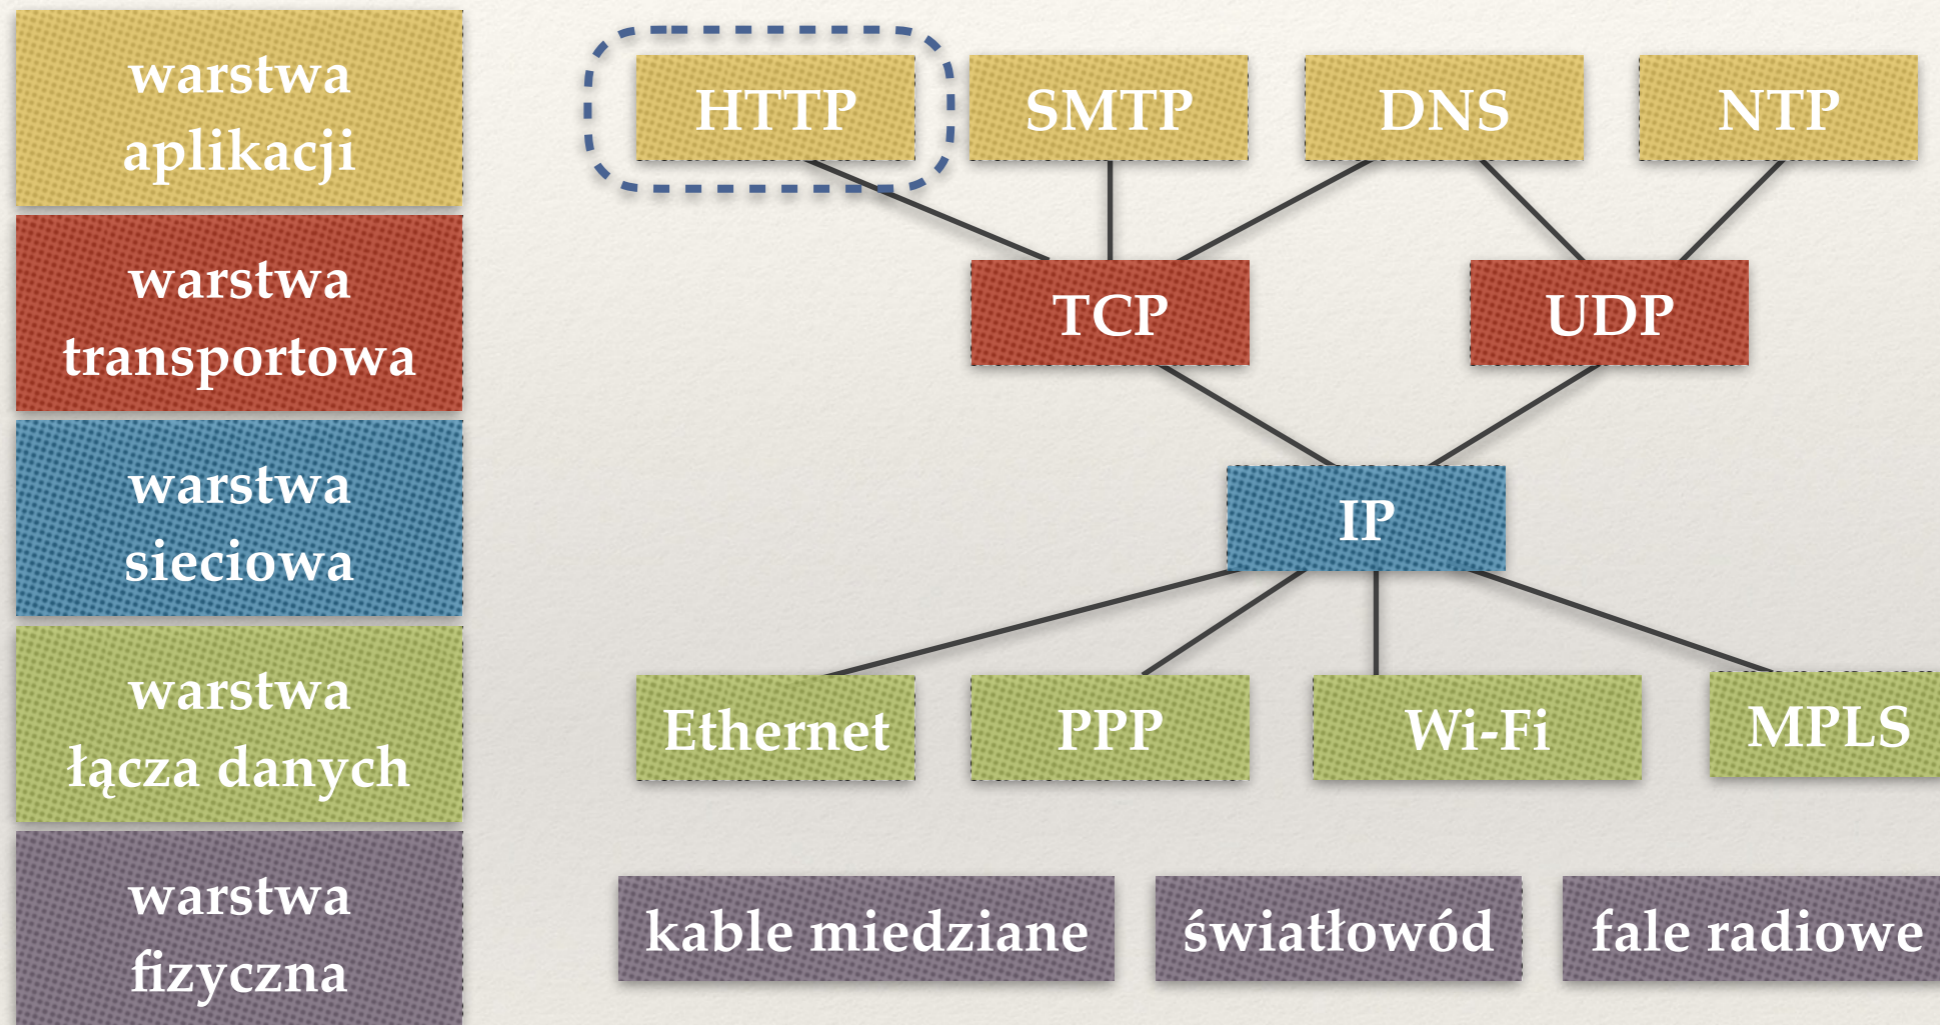 warstwa
aplikacji
HTTP
SMTP
DNS
NTP
warstwa
transportowa
TCP
UDP
warstwa
sieciowa
IP
warstwa
łącza danych
Ethernet
PPP
Wi-Fi
MPLS
warstwa
fizyczna
kable miedziane
światłowód
fale radiowe